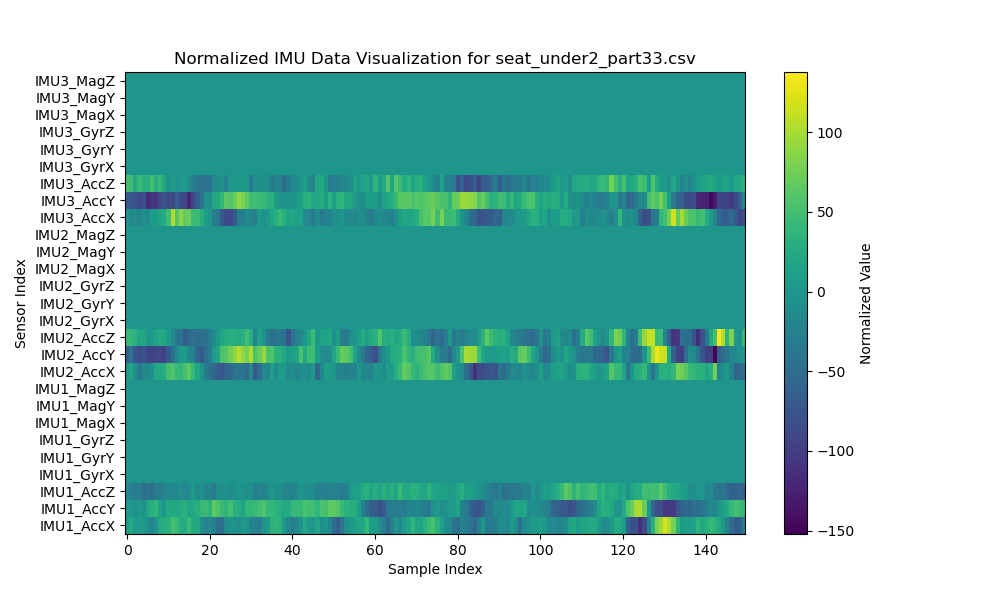 Normalized IMU Data Visualization for seat_under2_part33.csv
IMU3_MagZ
IMU3_MagY
IMU3_MagX
IMU3_GyrZ
IMU3_GyrY
IMU3_GyrX
IMU3_AccZ
IMU3_AccY
IMU3_AccX
IMU2_MagZ
IMU2_MagY
IMU2_MagX
IMU2_GyrZ
IMU2_GyrY
IMU2_GyrX
IMU2_AccZ
IMU2_AccY
IMU2_AccX
IMU1_MagZ
IMU1_MagY
IMU1_MagX
IMU1_GyrZ
IMU1_GyrY
IMU1_GyrX
IMU1_AccZ
IMU1_AccY
IMU1_AccX
Sensor Index
0 20 40 60 80 100 120 140
Sample Index
100
50
0
−50
−100
−150
Normalized Value